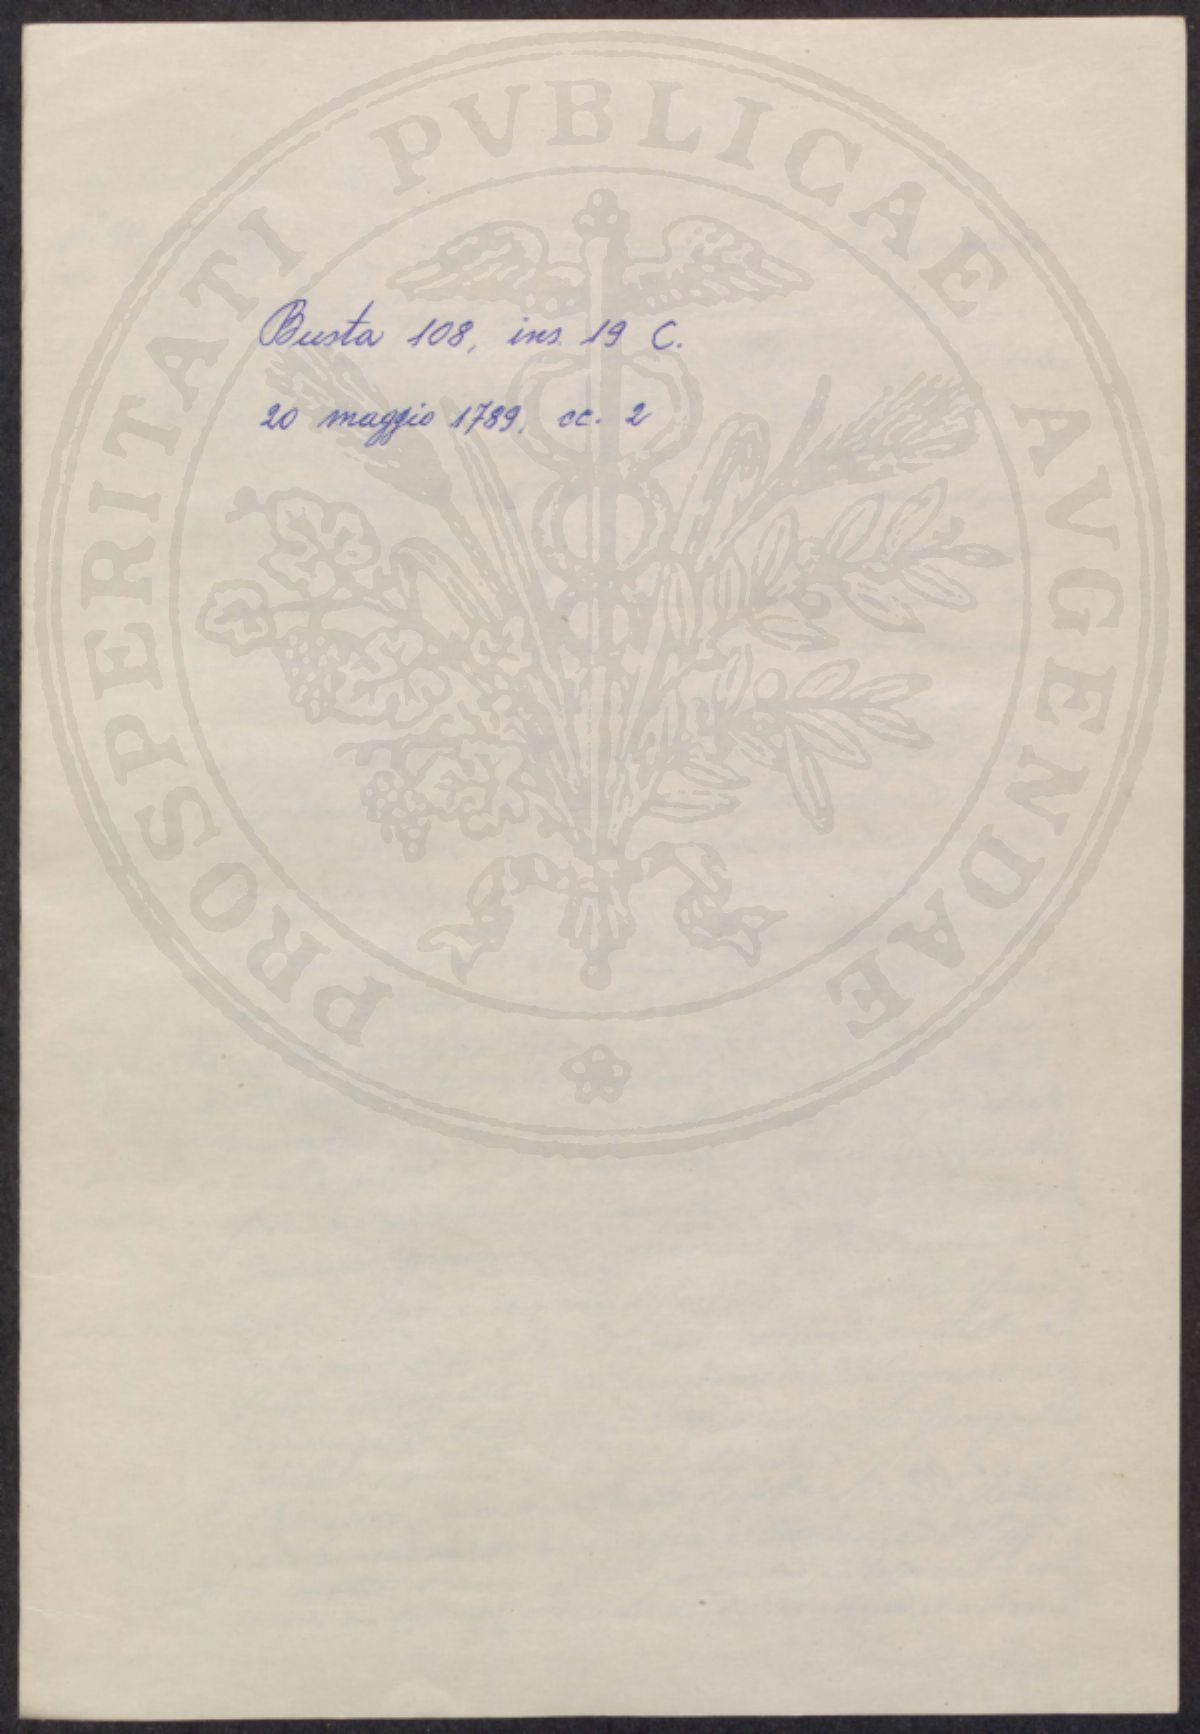 PROSPERITATI PVBLICAE AVGENDAE
Busta 108, ins. 19 C.
20 maggio 1789, cc. 2